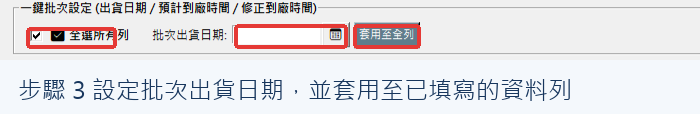 一鍵批次設定 (出貨日期 / 預計到廠時間 / 修正到廠時間)
全選所有列 批次出貨日期: 套用至全列
步驟 3 設定批次出貨日期，並套用至已填寫的資料列